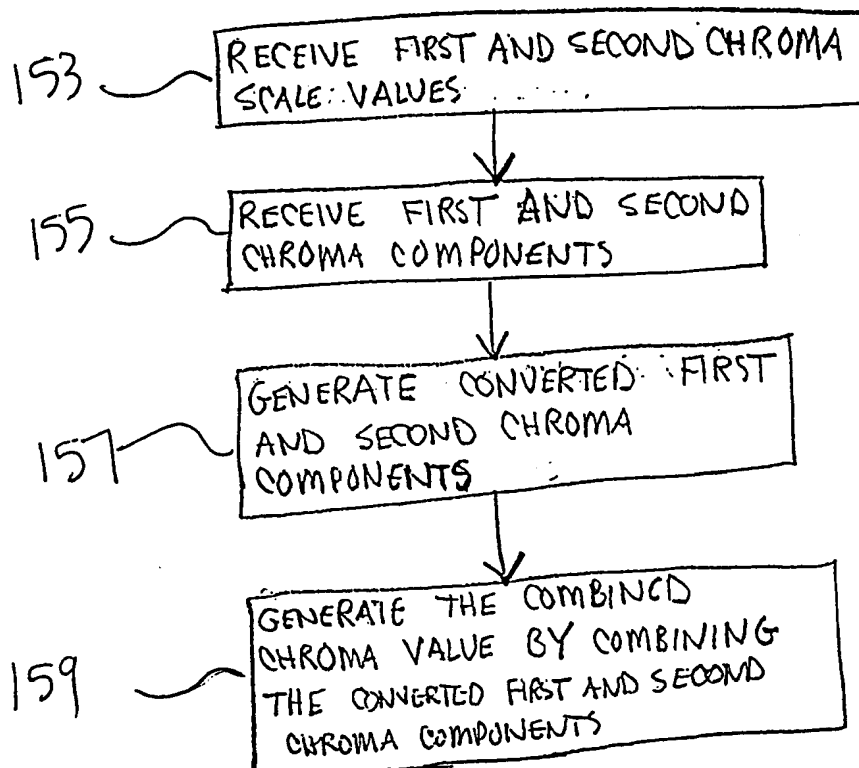 153
RECEIVE FIRST AND SECOND CHROMA
SCALE VALUES
155
RECEIVE FIRST AND SECOND
CHROMA COMPONENTS
157
GENERATE CONVERTED FIRST
AND SECOND CHROMA
COMPONENTS
159
GENERATE THE COMBINED
CHROMA VALUE BY COMBINING
THE CONVERTED FIRST AND SECOND
CHROMA COMPONENTS